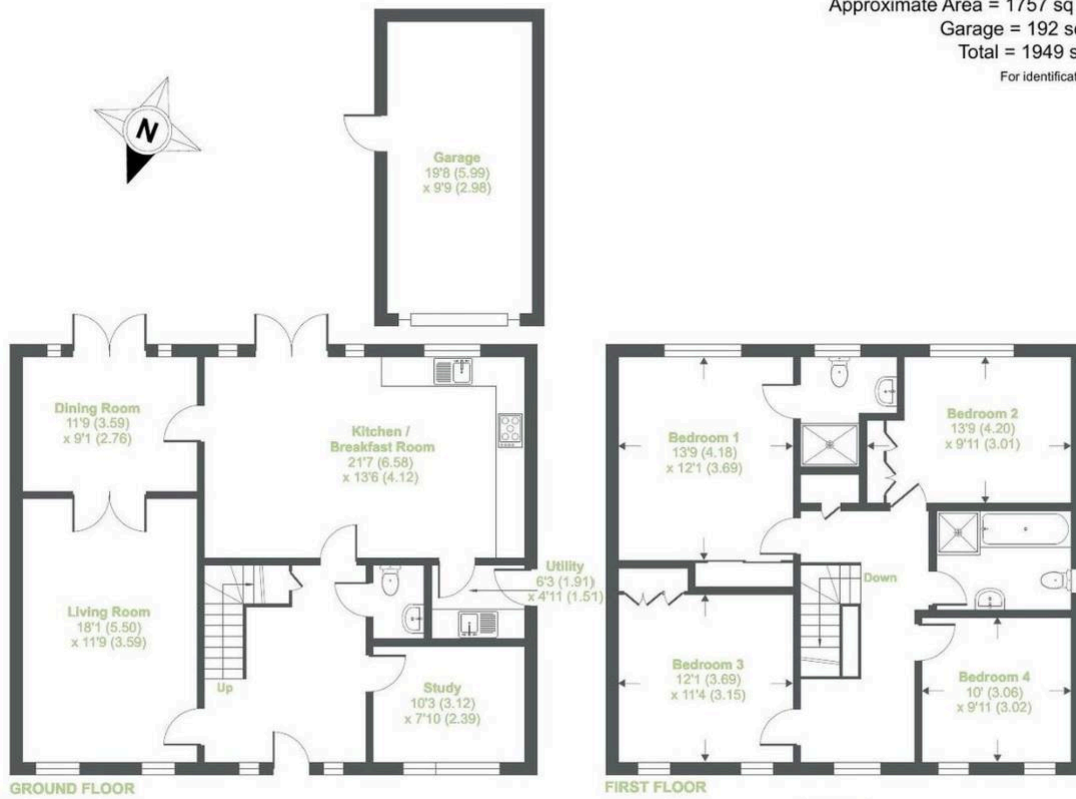 Approximate Area = 1757 sq
Garage = 192
Total = 1949
For
N
Garage
19'8 (5.99)
x 9'9 (2.98)
Dining Room
11'9 (3.59)
x 9'1 (2.76)
Kitchen /
Breakfast Room
21'7 (6.58)
x 13'6 (4.12)
Utility
6'3 (1.91)
x 4'11 (1.51)
Living Room
18'1 (5.50)
x 11'9 (3.59)
Up
Study
10'3 (3.12)
x 7'10 (2.39)
GROUND FLOOR
Bedroom 1
13'9 (4.18)
x 12'1 (3.69)
Bedroom 2
13'9 (4.20)
x 9'11 (3.01)
Down
Bedroom 3
12'1 (3.69)
x 11'4 (3.15)
Bedroom 4
10' (3.06)
x 9'11 (3.02)
FIRST FLOOR